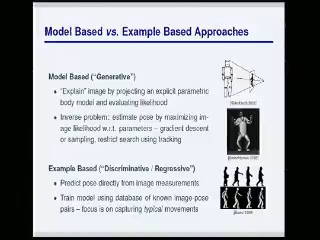 Model Based vs. Example Based Approaches
Model Based ("Generative")
• "Explain" image by projecting an explicit parametric
body model and evaluating likelihood
• Inverse problem: estimate pose by maximizing im-
age likelihood w.r.t. parameters – gradient descent
or sampling, restrict search using tracking
Example Based ("Discriminative / Regressive")
• Predict pose directly from image measurements
• Train model using database of known image-pose
pairs – focus is on capturing typical movements